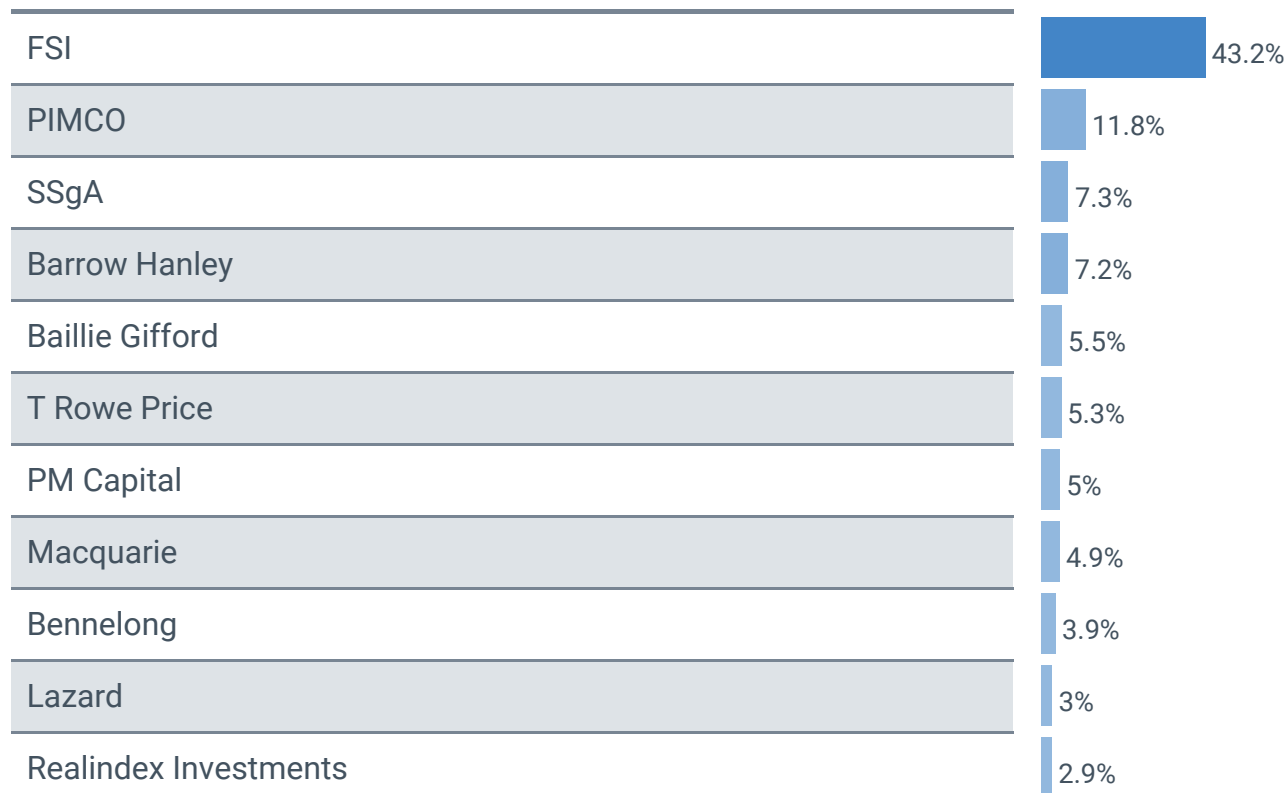 FSI 43.2%
PIMCO 11.8%
SSgA 7.3%
Barrow Hanley 7.2%
Baillie Gifford 5.5%
T Rowe Price 5.3%
PM Capital 5%
Macquarie 4.9%
Bennelong 3.9%
Lazard 3%
Realindex Investments 2.9%